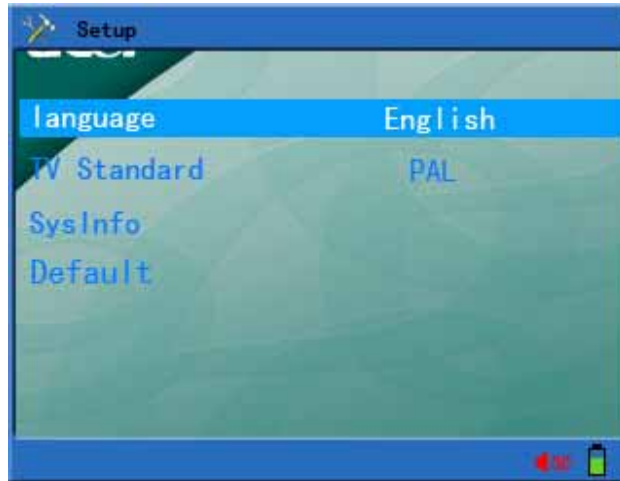 Setup
language English
TV Standard PAL
SysInfo
Default